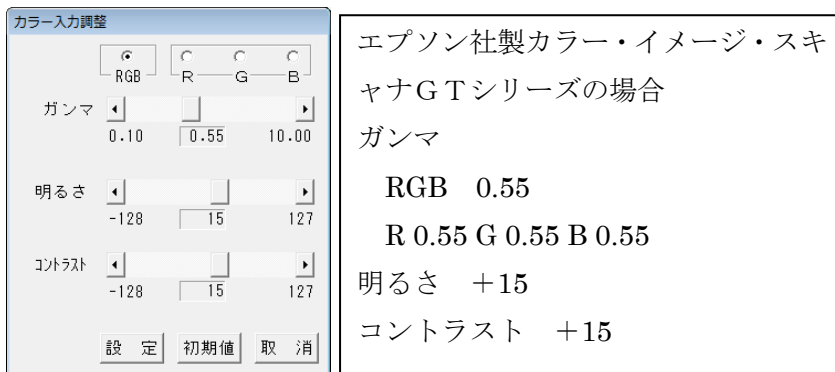 カラー入力調整
RGB R G B
ガンマ
0.10 0.55 10.00
明るさ
-128 15 127
コントラスト
-128 15 127
設 定 初期値 取 消
エプソン社製カラー・イメージ・スキ
ャナGTシリーズの場合
ガンマ
RGB 0.55
R 0.55 G 0.55 B 0.55
明るさ +15
コントラスト +15